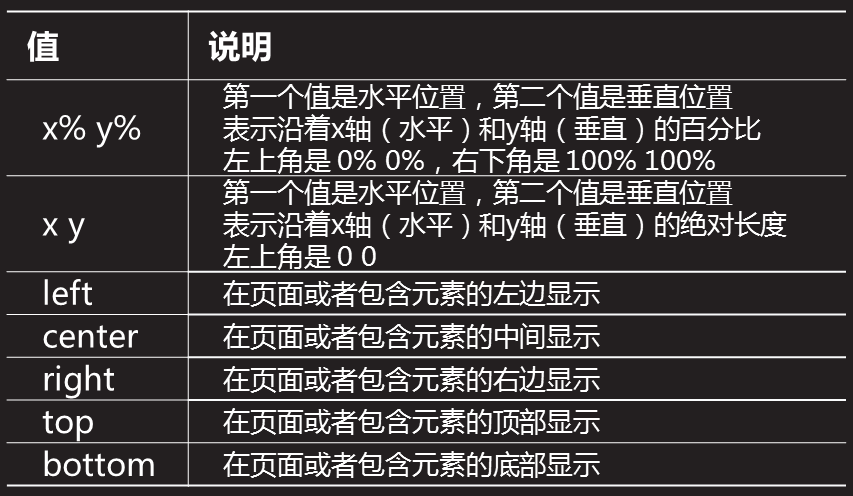 值 说明
x% y%
第一个值是水平位置，第二个值是垂直位置
表示沿着x轴（水平）和y轴（垂直）的百分比
左上角是0% 0%，右下角是100% 100%
x y
第一个值是水平位置，第二个值是垂直位置
表示沿着x轴（水平）和y轴（垂直）的绝对长度
左上角是0 0
left 在页面或者包含元素的左边显示
center 在页面或者包含元素的中间显示
right 在页面或者包含元素的右边显示
top 在页面或者包含元素的顶部显示
bottom 在页面或者包含元素的底部显示